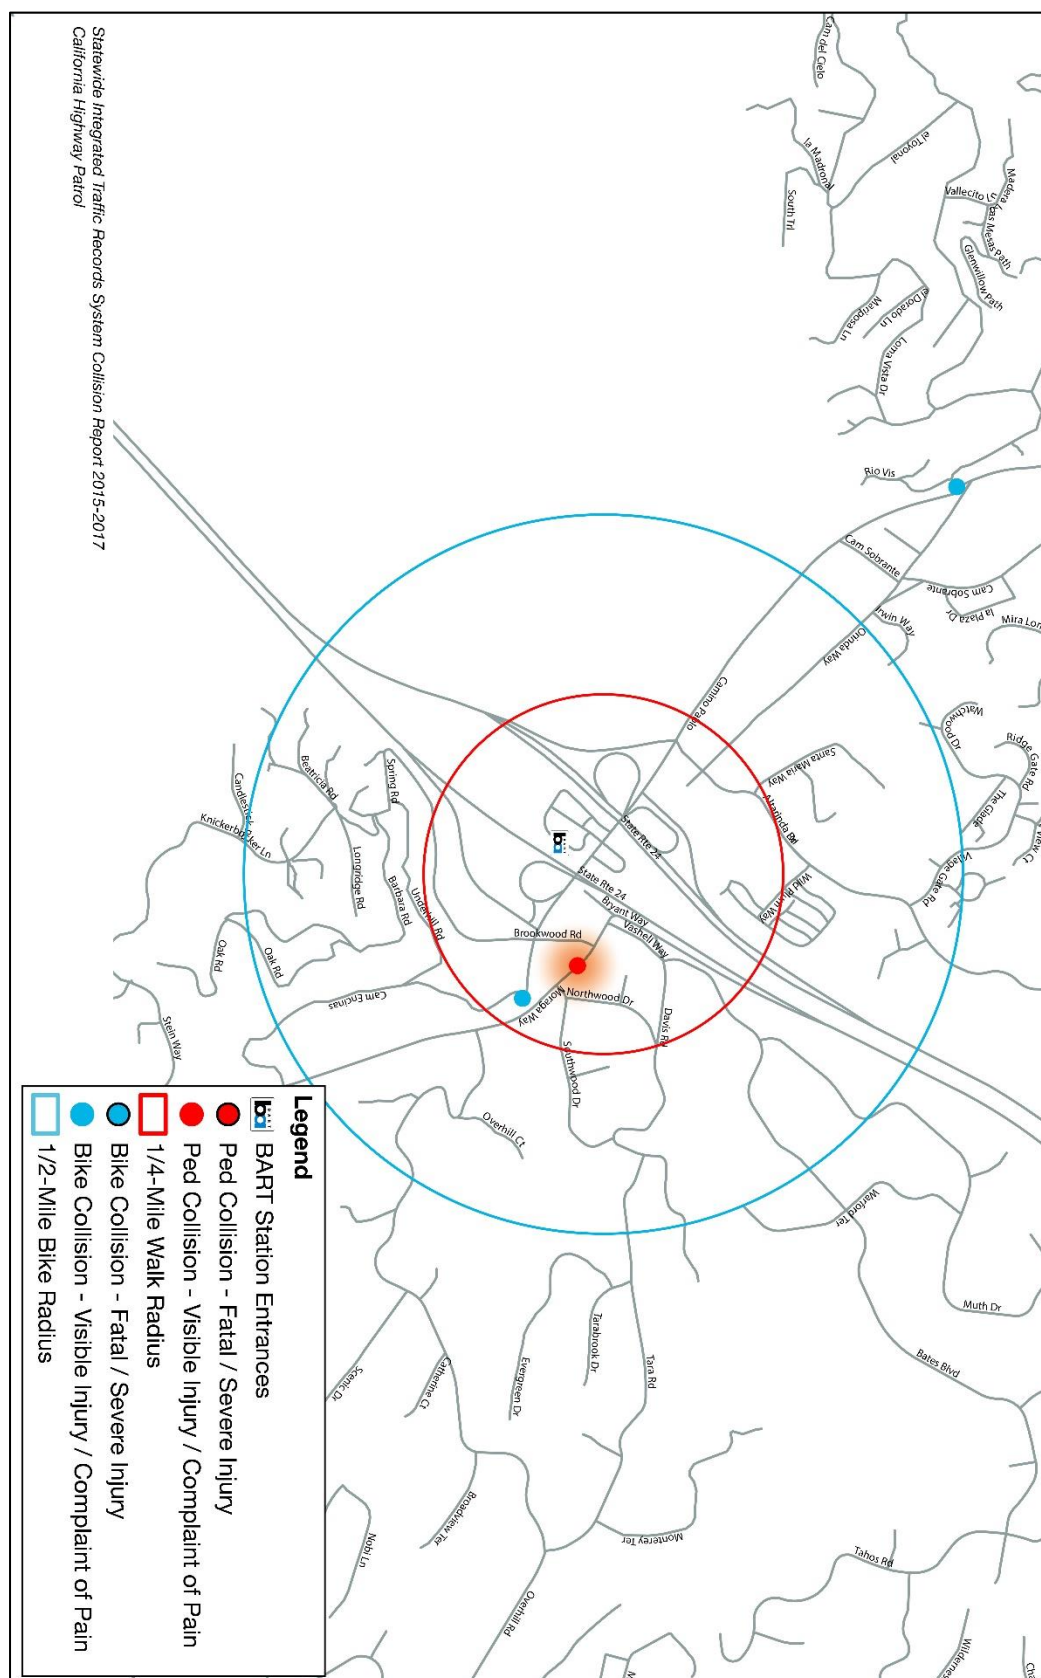 Statewide Integrated Traffic Records System Collision Report 2015-2017
California Highway Patrol
Cam del Cielo
la Madronal
el Toyonal
South Trl
Vallecito Ln
Las Mesas Path
Glenwillow Path
el Dorado Ln
Mariposa Ln
Loma Vista Dr
Rio Vis
Cam Sobrante
Cam Sobrante
la Plaza Dr
Irwin Way
Orinda Way
Camino Pablo
Watchwood Dr
Ridge Gate Rd
The Glade
Village Gate Rd
Santa Maria Way
Altarinda Rd
Wild Plum Way
State Rte 24
State Rte 24
ba
Bryant Way
Vashell Way
Brookwood Rd
Spring Rd
Beatricia Rd
Knickerbocker Ln
Longridge Rd
Barbara Rd
Underhill Rd
Oak Rd
Oak Rd
Cam Encinas
Stein Way
Moraga Way
Northwood Dr
Southwood Dr
Davis Rd
Overhill Ct
Warford Ter
Muth Dr
Bates Blvd
Tara Rd
Tarabrook Dr
Evergreen Dr
Catherine Ct
Scenic Dr
Broadview Ter
Nobi Ln
Monterey Ter
Overhill Rd
Tahos Rd
Legend
BART Station Entrances
Ped Collision - Fatal / Severe Injury
Ped Collision - Visible Injury / Complaint of Pain
1/4-Mile Walk Radius
Bike Collision - Fatal / Severe Injury
Bike Collision - Visible Injury / Complaint of Pain
1/2-Mile Bike Radius